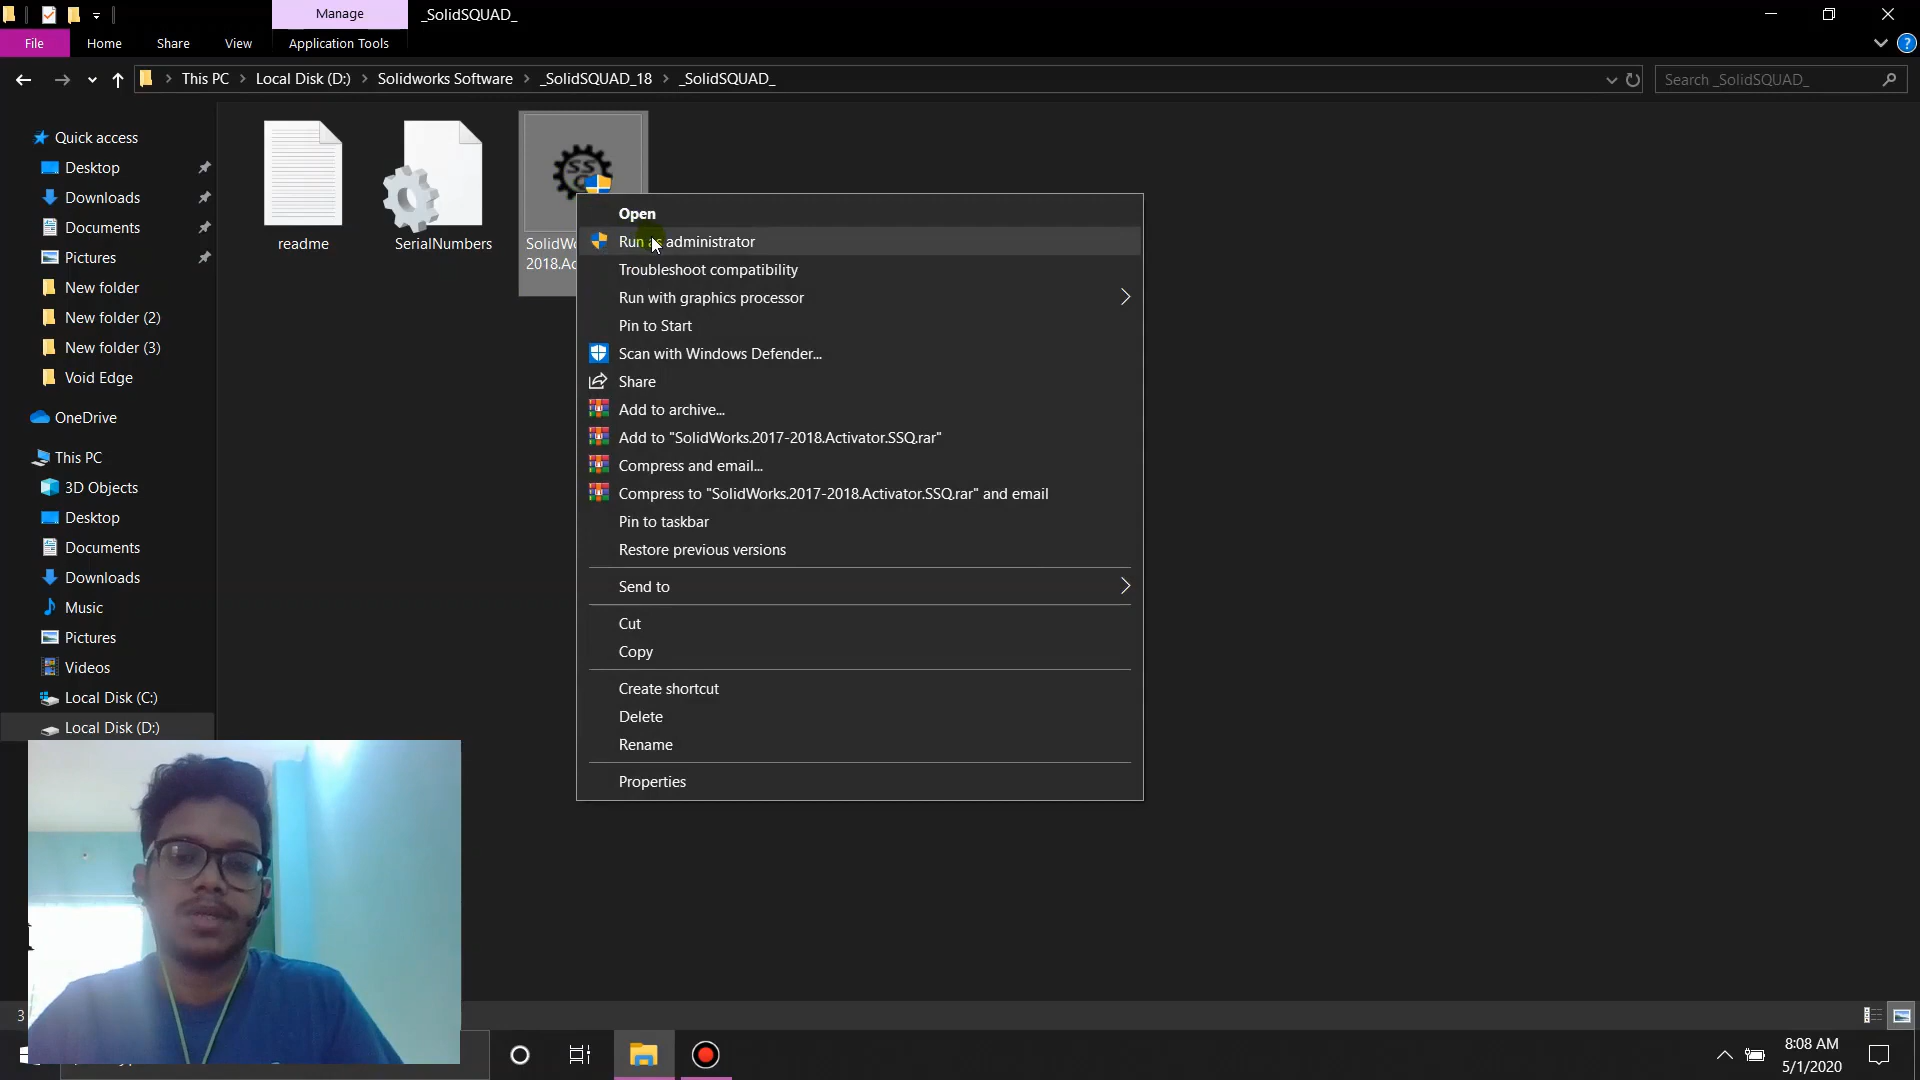 Manage
_SolidSQUAD_
File
Home
Share
View
Application Tools
This PC
Local Disk (D:)
Solidworks Software
_SolidSQUAD_18
_SolidSQUAD_
Search _SolidSQUAD_
Quick access
Desktop
Downloads
Documents
Pictures
New folder
New folder (2)
New folder (3)
Void Edge
OneDrive
This PC
3D Objects
Desktop
Documents
Downloads
Music
Pictures
Videos
Local Disk (C:)
Local Disk (D:)
readme
SerialNumbers
SSQ
Open
Run as administrator
Troubleshoot compatibility
Run with graphics processor
Pin to Start
Scan with Windows Defender...
Share
Add to archive...
Add to "SolidWorks.2017-2018.Activator.SSQ.rar"
Compress and email...
Compress to "SolidWorks.2017-2018.Activator.SSQ.rar" and email
Pin to taskbar
Restore previous versions
Send to
Cut
Copy
Create shortcut
Delete
Rename
Properties
3
8:08 AM
5/1/2020